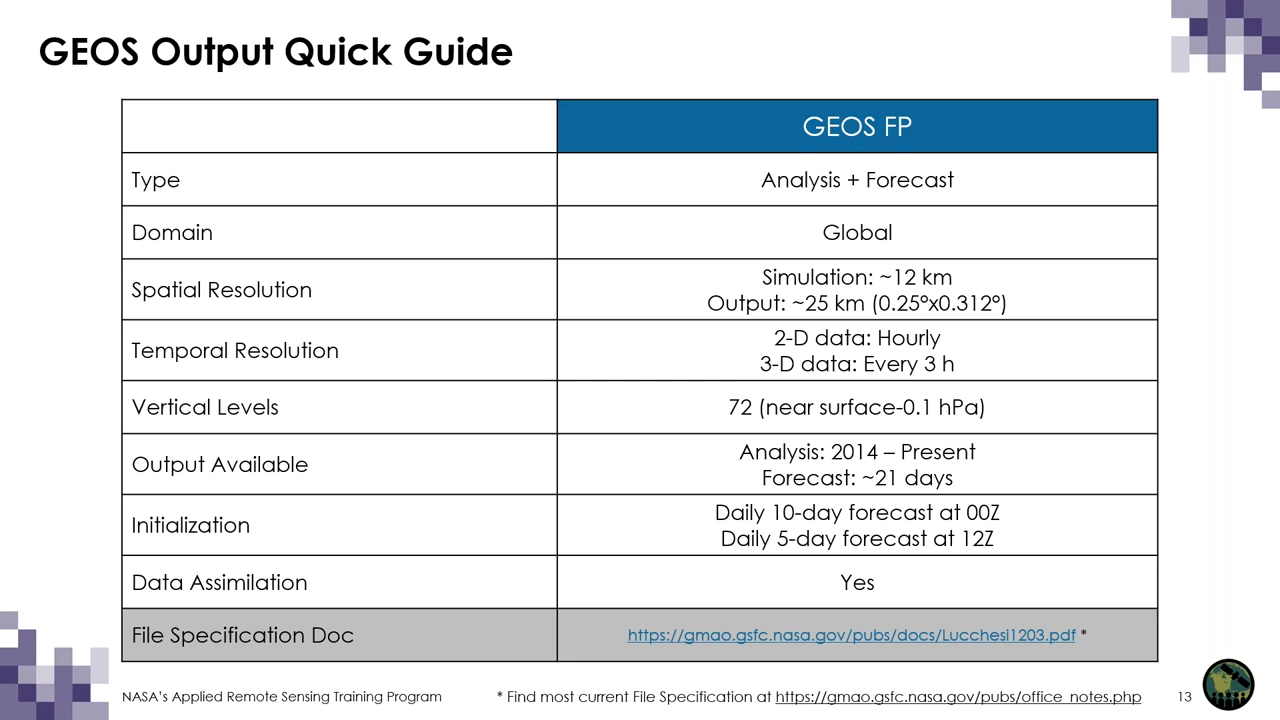 GEOS Output Quick Guide
GEOS FP
Type
Analysis + Forecast
Domain
Global
Spatial Resolution
Simulation: ~12 km
Output: ~25 km (0.25°x0.312°)
Temporal Resolution
2-D data: Hourly
3-D data: Every 3 h
Vertical Levels
72 (near surface-0.1 hPa)
Output Available
Analysis: 2014 – Present
Forecast: ~21 days
Initialization
Daily 10-day forecast at 00Z
Daily 5-day forecast at 12Z
Data Assimilation
Yes
File Specification Doc
https://gmao.gsfc.nasa.gov/pubs/docs/Lucchesi1203.pdf *
NASA's Applied Remote Sensing Training Program
* Find most current File Specification at https://gmao.gsfc.nasa.gov/pubs/office_notes.php
13